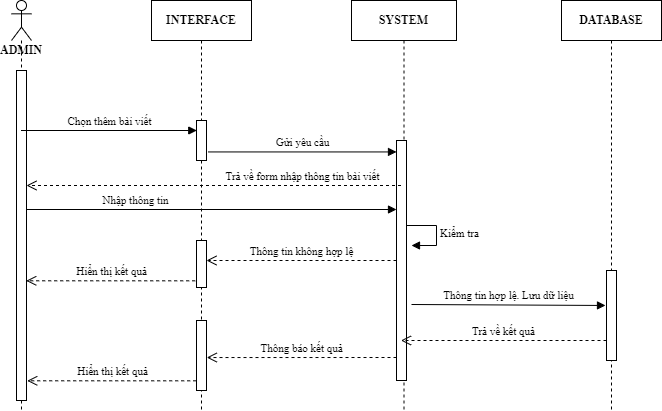 INTERFACE
SYSTEM
DATABASE
ADMIN
Chọn thêm bài viết
Gửi yêu cầu
Trả về form nhập thông tin bài viết
Nhập thông tin
Kiểm tra
Thông tin không hợp lệ
Hiển thị kết quả
Thông tin hợp lệ. Lưu dữ liệu
Trả về kết quả
Thông báo kết quả
Hiển thị kết quả